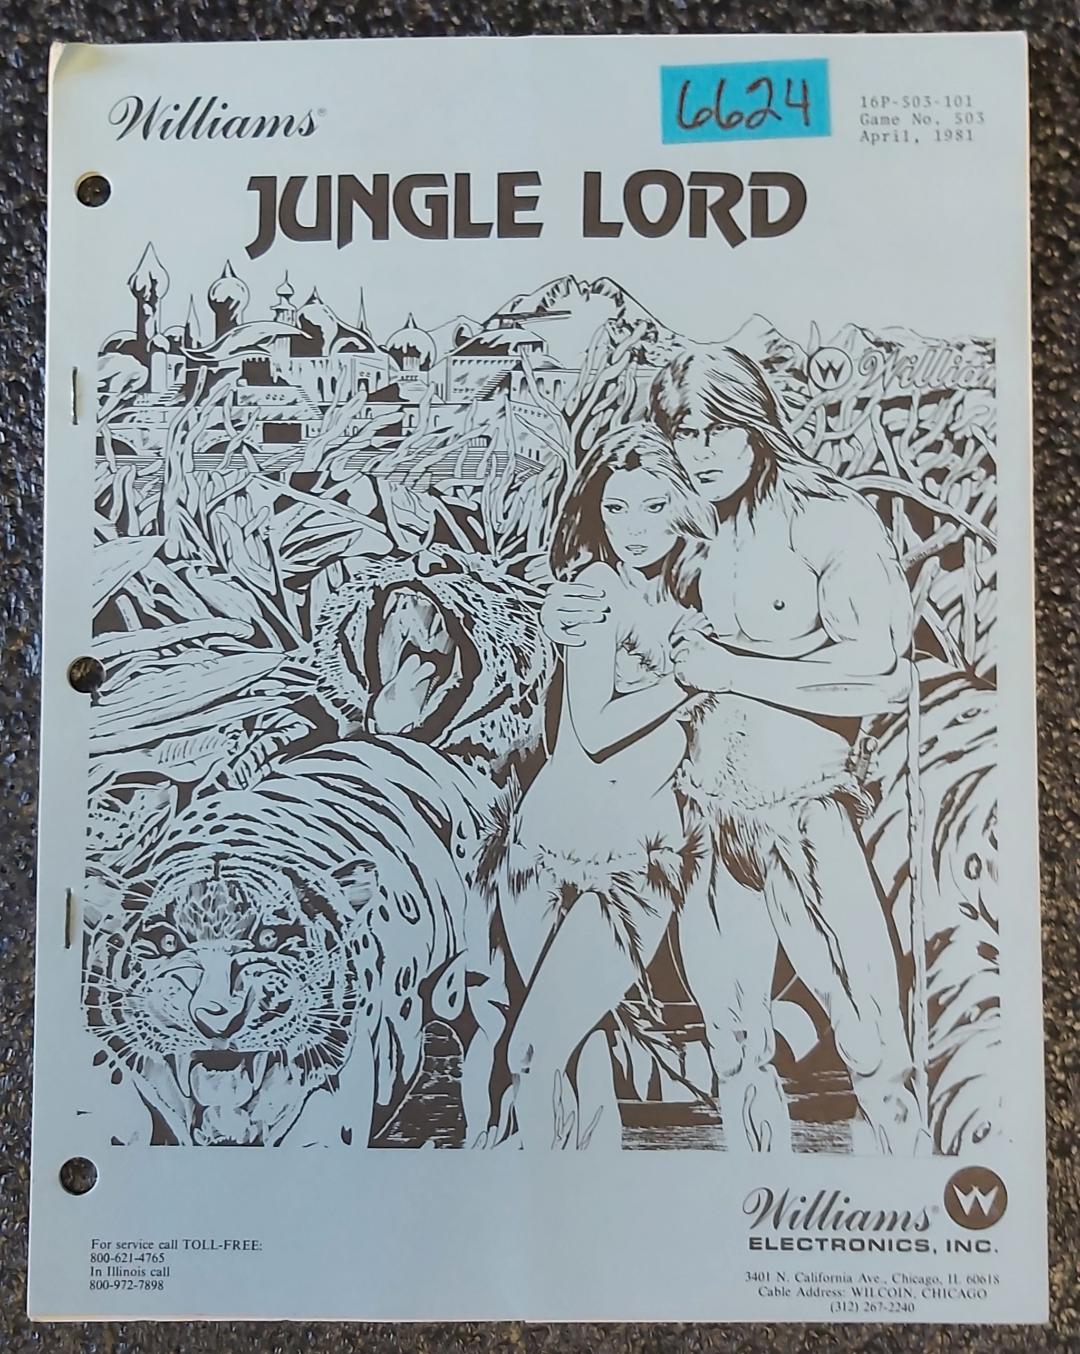 Williams®
6624
16P-503-101
Game No. 503
April, 1981
JUNGLE LORD
W Williams
For service call TOLL-FREE:
800-621-4765
In Illinois call
800-972-7898
Williams®
ELECTRONICS, INC.
3401 N. California Ave., Chicago, IL 60618
Cable Address: WILCOIN, CHICAGO
(312) 267-2240